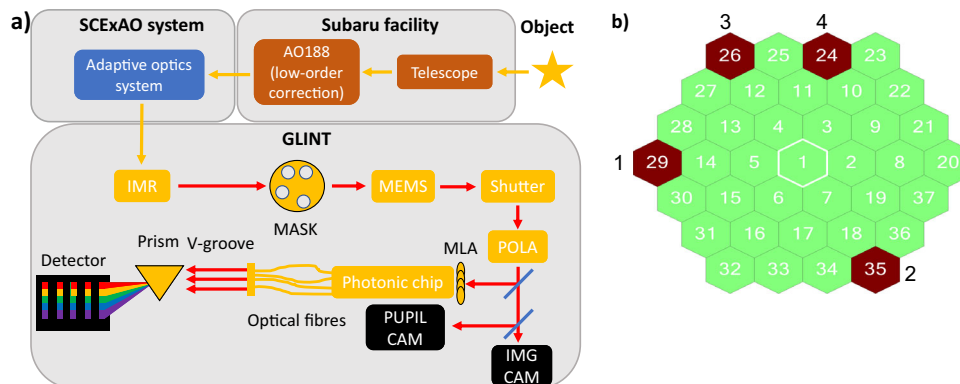 a)
SCExAO system
Subaru facility
Object
Adaptive optics
system
AO188
(low-order
correction)
Telescope
GLINT
IMR
MASK
MEMS
Shutter
POLA
MLA
Photonic chip
Optical fibres
V-groove
Prism
Detector
PUPIL
CAM
IMG
CAM
b)
3 4
26 25 24 23
27 12 11 10 22
28 13 4 3 9 21
1 29 14 5 1 2 8 20
30 15 6 7 19 37
31 16 17 18 36
32 33 34 35 2